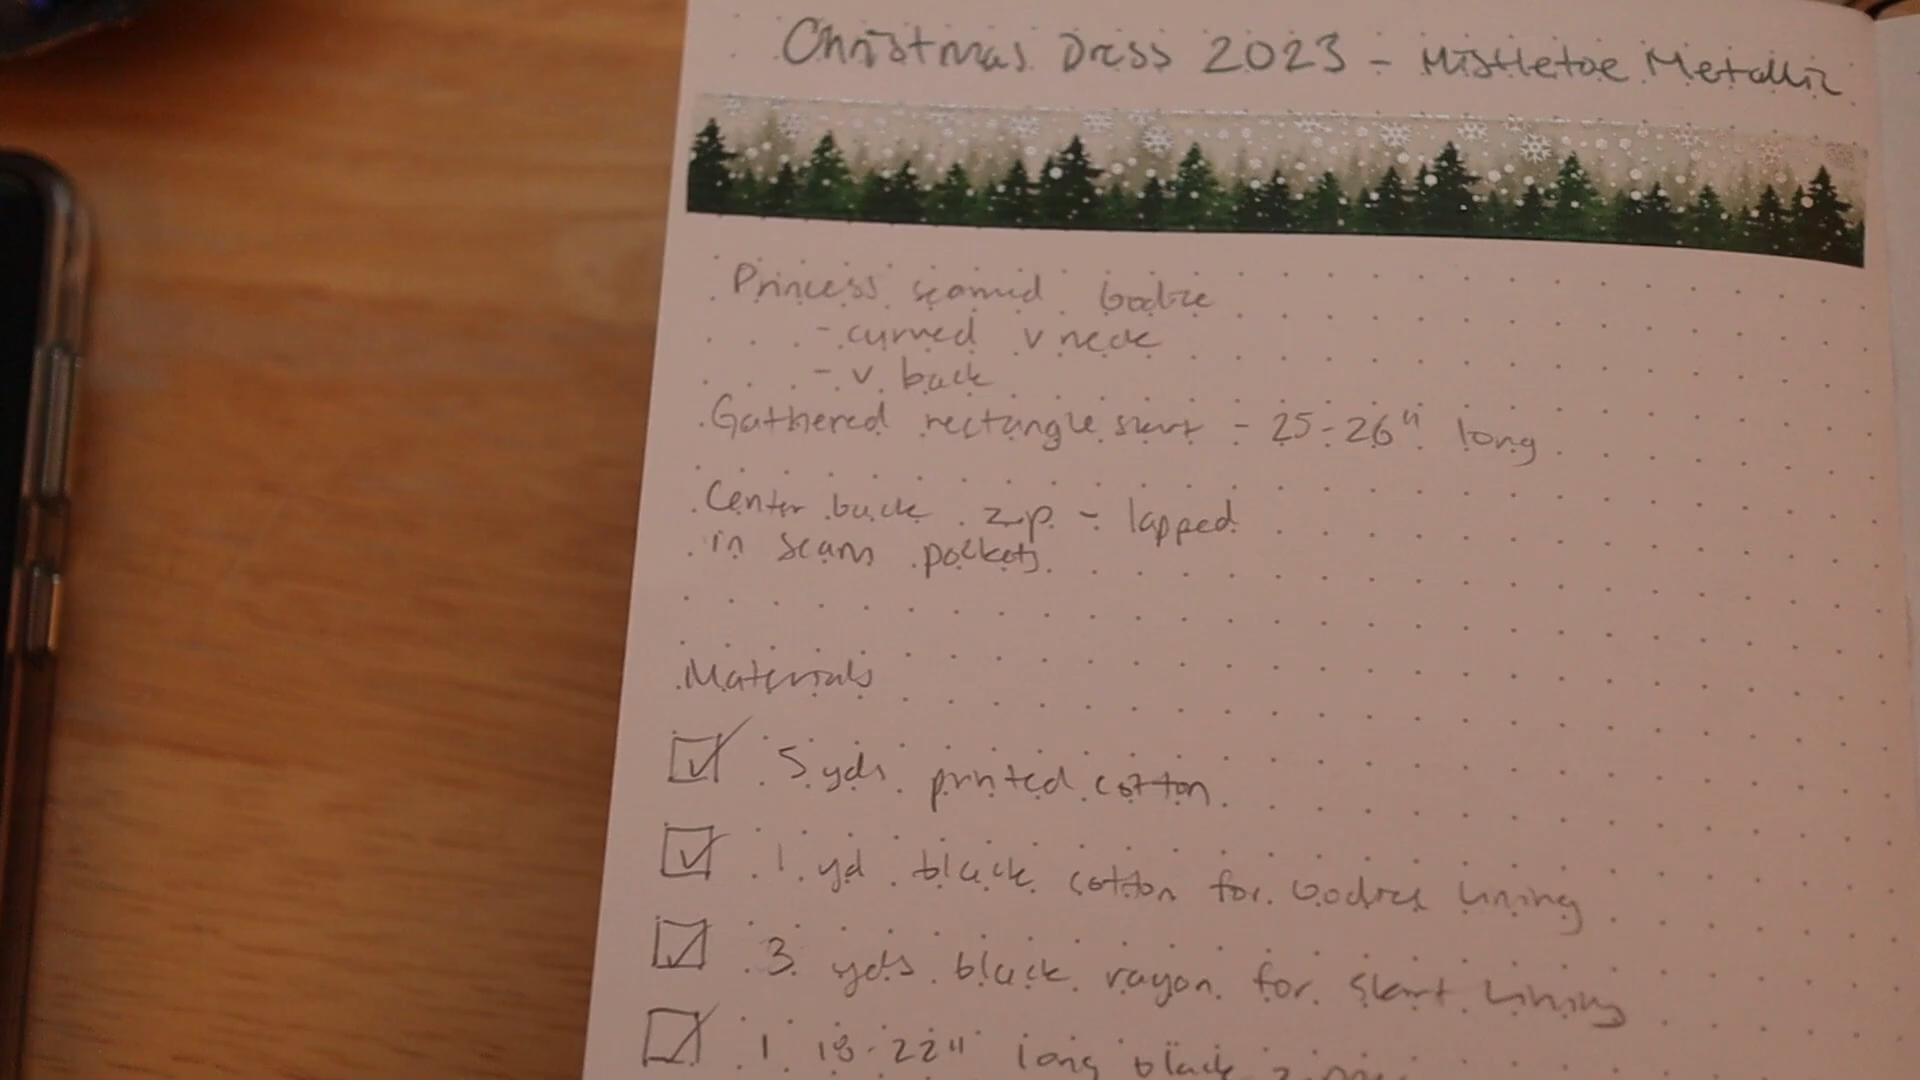 Christmas Dress 2023 - Mistletoe Metallic
Princess seamed bodice
- curved v neck
- v back
Gathered rectangle skirt - 25-26" long
Center back zip - lapped
in seam pockets
Materials
5 yds printed cotton
1 yd black cotton for bodice lining
3 yds black rayon for skirt lining
1 18-22" long black